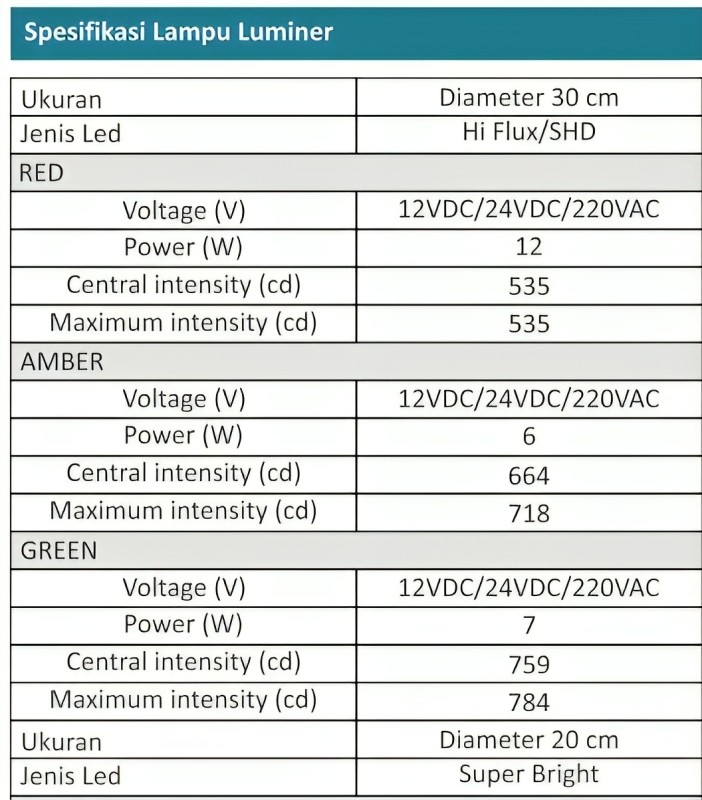 Spesifikasi Lampu Luminer
Ukuran Diameter 30 cm
Jenis Led Hi Flux/SHD
RED
Voltage (V) 12VDC/24VDC/220VAC
Power (W) 12
Central intensity (cd) 535
Maximum intensity (cd) 535
AMBER
Voltage (V) 12VDC/24VDC/220VAC
Power (W) 6
Central intensity (cd) 664
Maximum intensity (cd) 718
GREEN
Voltage (V) 12VDC/24VDC/220VAC
Power (W) 7
Central intensity (cd) 759
Maximum intensity (cd) 784
Ukuran Diameter 20 cm
Jenis Led Super Bright